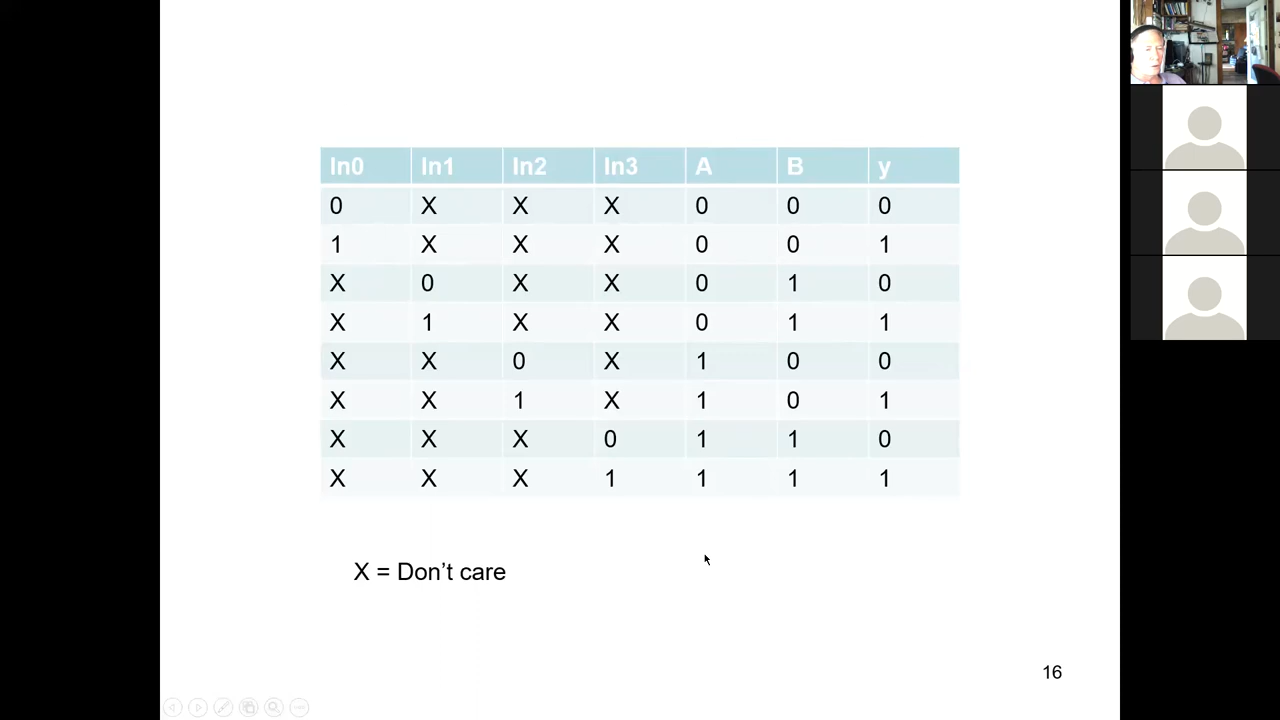 In0 In1 In2 In3 A B y
0 X X X 0 0 0
1 X X X 0 0 1
X 0 X X 0 1 0
X 1 X X 0 1 1
X X 0 X 1 0 0
X X 1 X 1 0 1
X X X 0 1 1 0
X X X 1 1 1 1
X = Don’t care
16